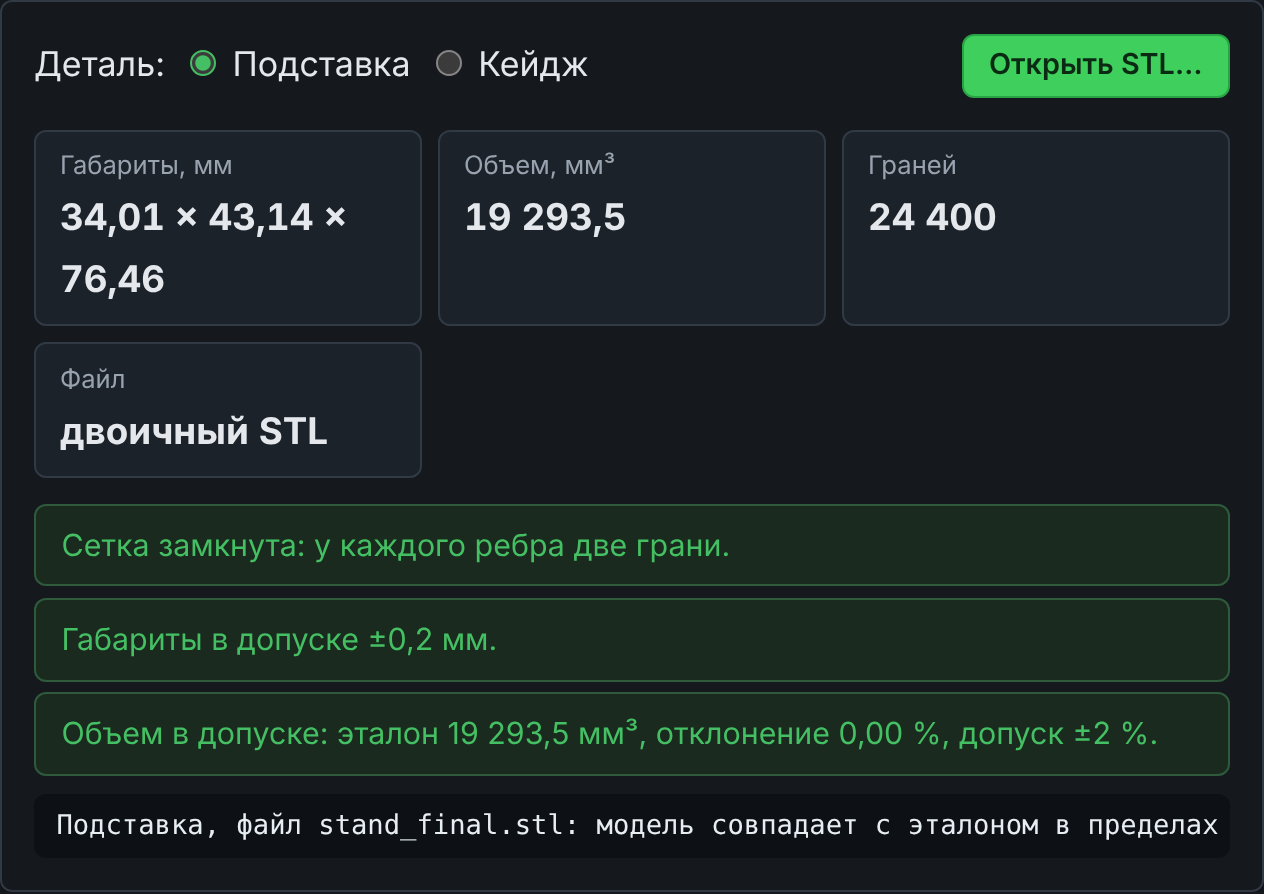 Деталь: Подставка Кейдж Открыть STL...
Габариты, мм
34,01 × 43,14 ×
76,46
Объем, мм³
19 293,5
Граней
24 400
Файл
двоичный STL
Сетка замкнута: у каждого ребра две грани.
Габариты в допуске ±0,2 мм.
Объем в допуске: эталон 19 293,5 мм³, отклонение 0,00 %, допуск ±2 %.
Подставка, файл stand_final.stl: модель совпадает с эталоном в пределах